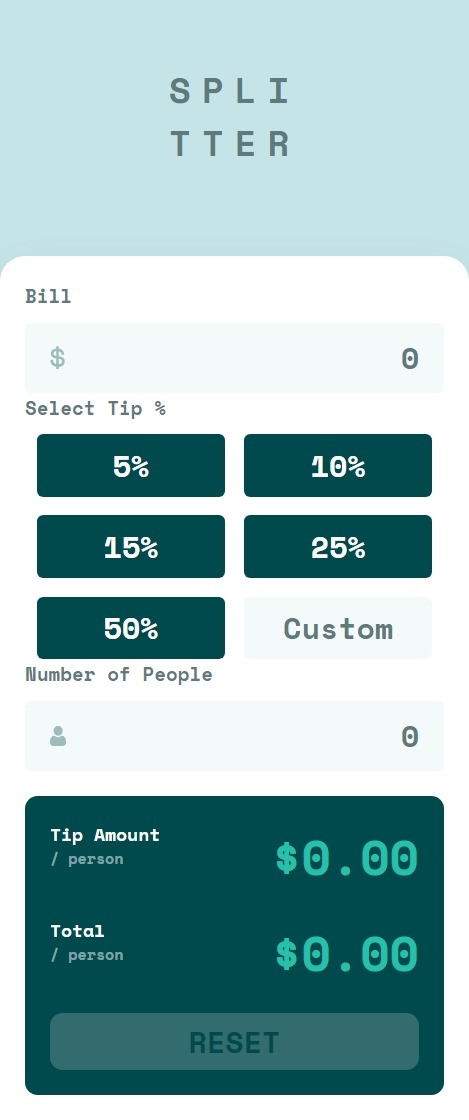 SPLI
TTER
Bill
$ 0
Select Tip %
5% 10%
15% 25%
50% Custom
Number of People
0
Tip Amount
/ person
$0.00
Total
/ person
$0.00
RESET